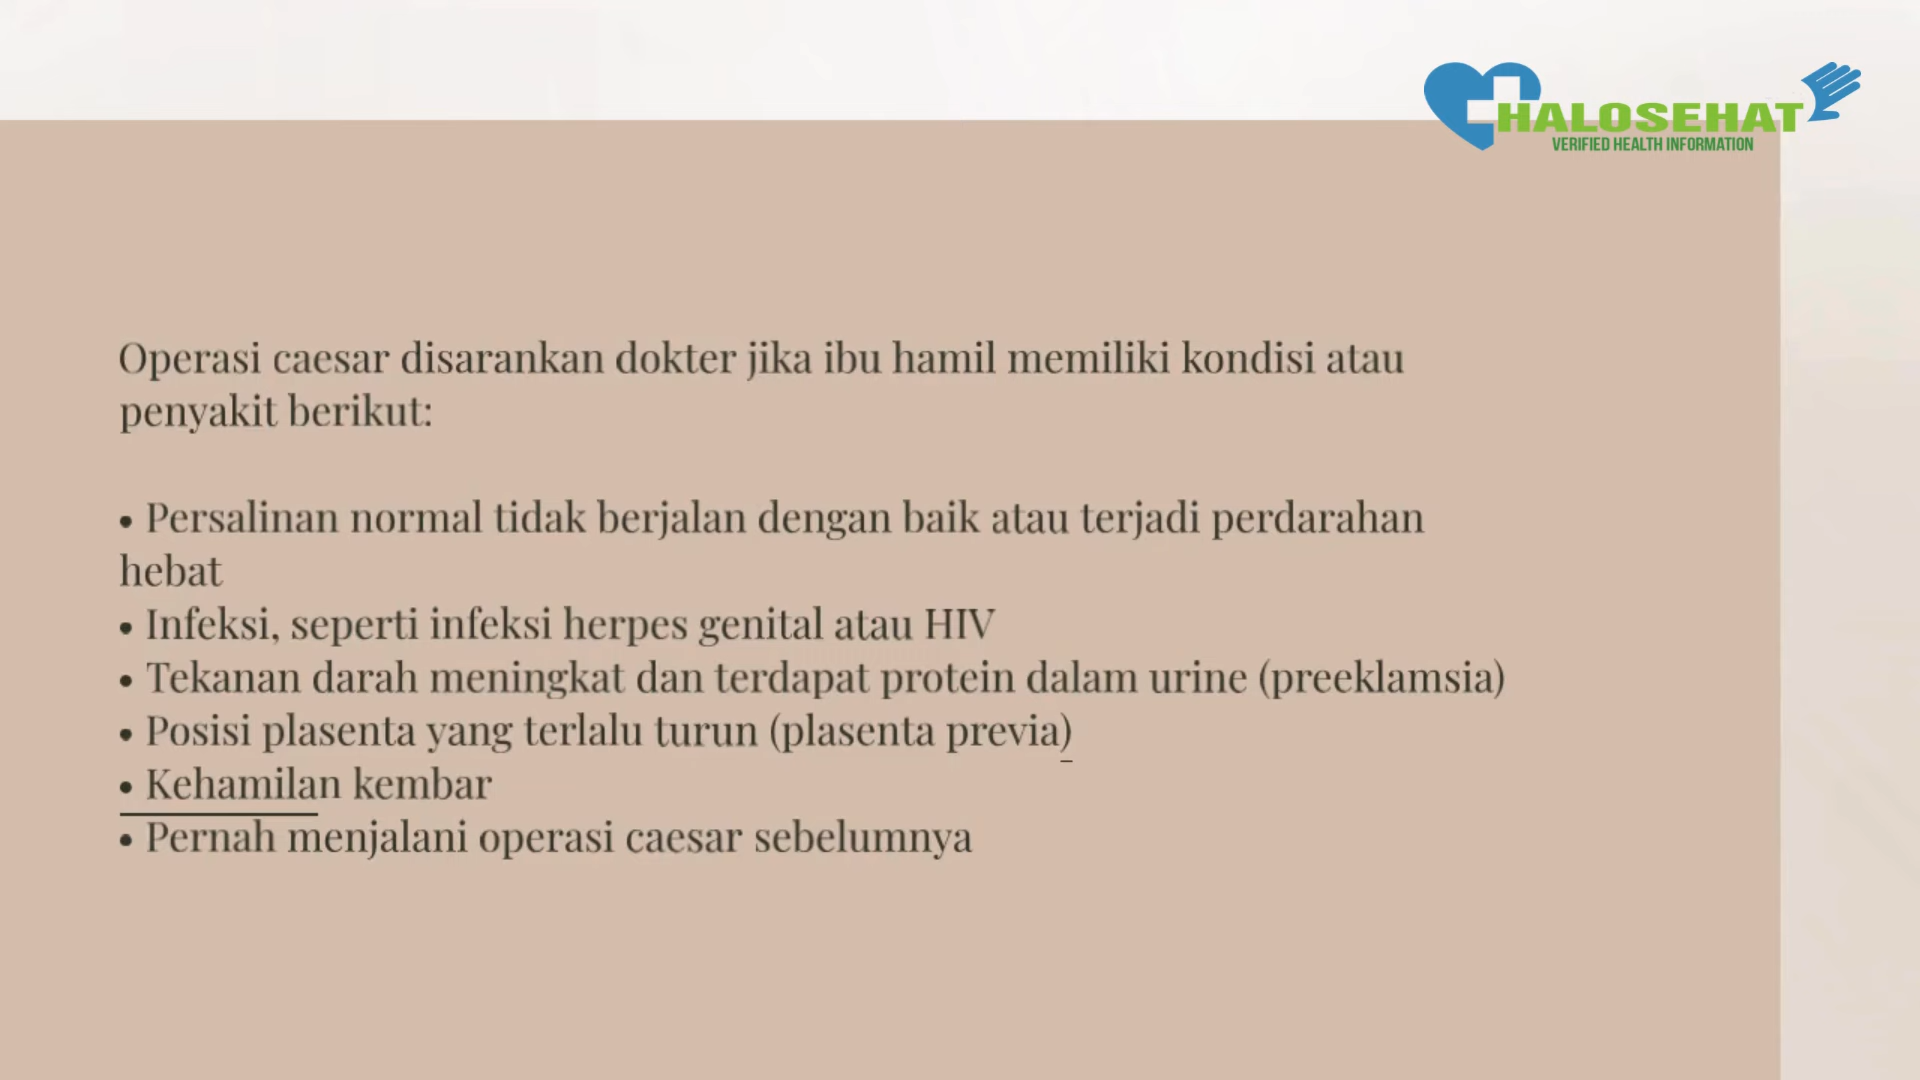 HALOSEHAT
VERIFIED HEALTH INFORMATION
Operasi caesar disarankan dokter jika ibu hamil memiliki kondisi atau
penyakit berikut:
• Persalinan normal tidak berjalan dengan baik atau terjadi perdarahan
hebat
• Infeksi, seperti infeksi herpes genital atau HIV
• Tekanan darah meningkat dan terdapat protein dalam urine (preeklamsia)
• Posisi plasenta yang terlalu turun (plasenta previa)
• Kehamilan kembar
• Pernah menjalani operasi caesar sebelumnya